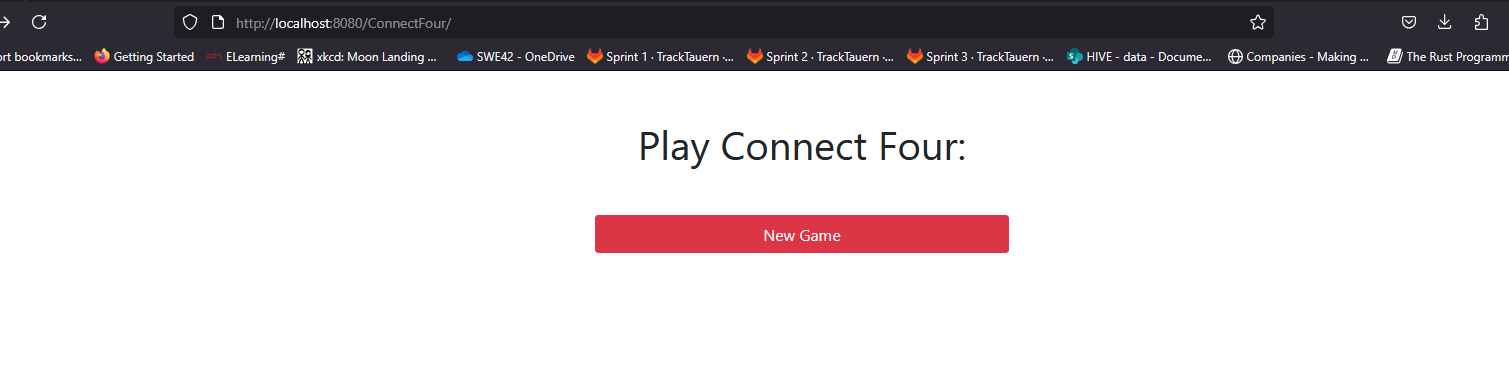 http://localhost:8080/ConnectFour/
ort bookmarks... Getting Started ELearning# xkcd: Moon Landing ... SWE42 - OneDrive Sprint 1 · TrackTauern ·... Sprint 2 · TrackTauern ·... Sprint 3 · TrackTauern ·... HIVE - data - Docume... Companies - Making ... The Rust Programm
Play Connect Four:
New Game